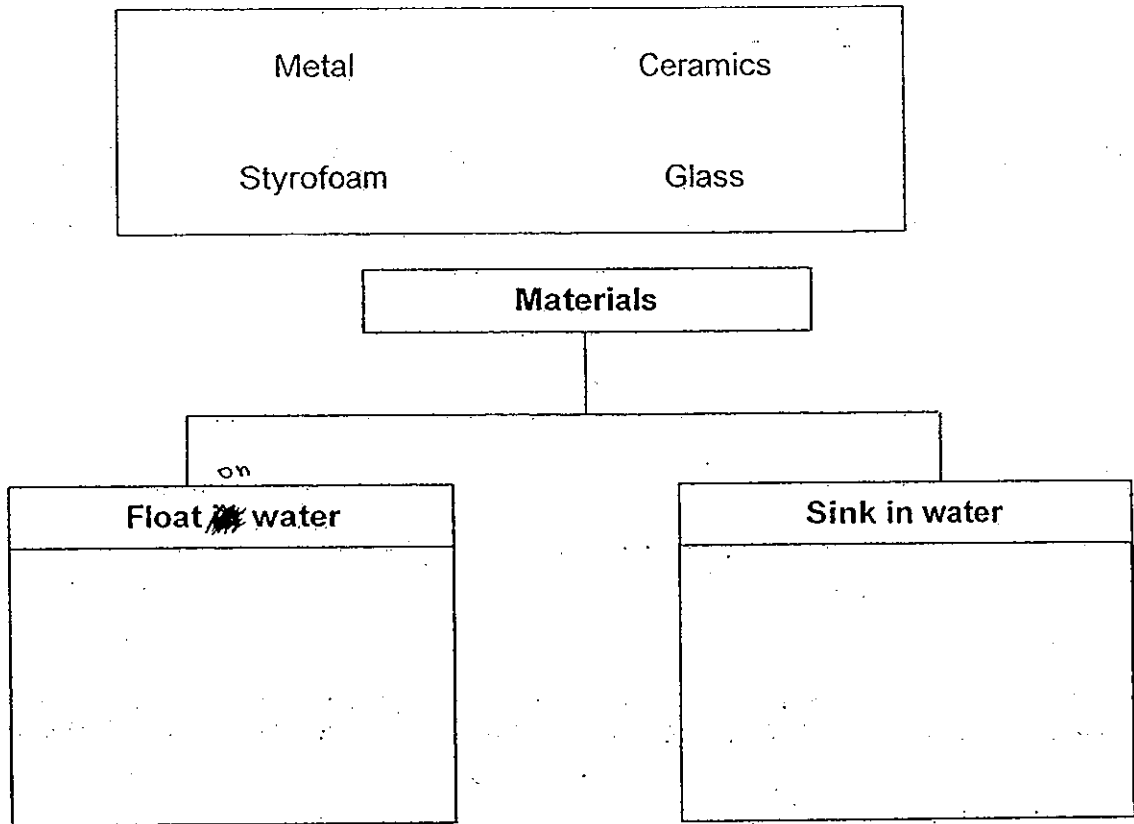 Metal Ceramics
Styrofoam Glass
Materials
on
Float water
Sink in water